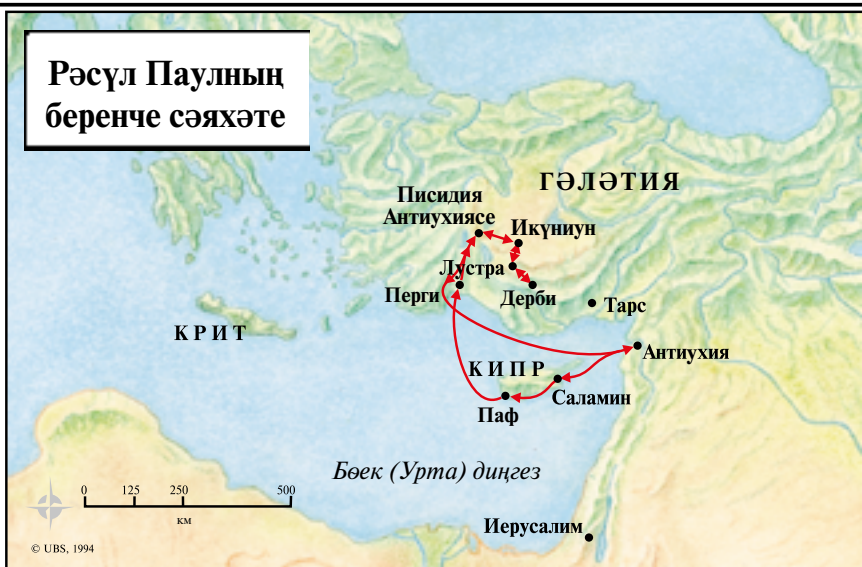 Рәсүл Паулның
беренче сәяхәте
ГӘЛӘТИЯ
Писидия
Антиухиясе
Икүниун
Лустра
Перги
Дерби
Тарс
КРИТ
Антиухия
КИПР
Саламин
Паф
Бөек (Урта) диңгез
0 125 250 500
км
Иерусалим
© UBS, 1994